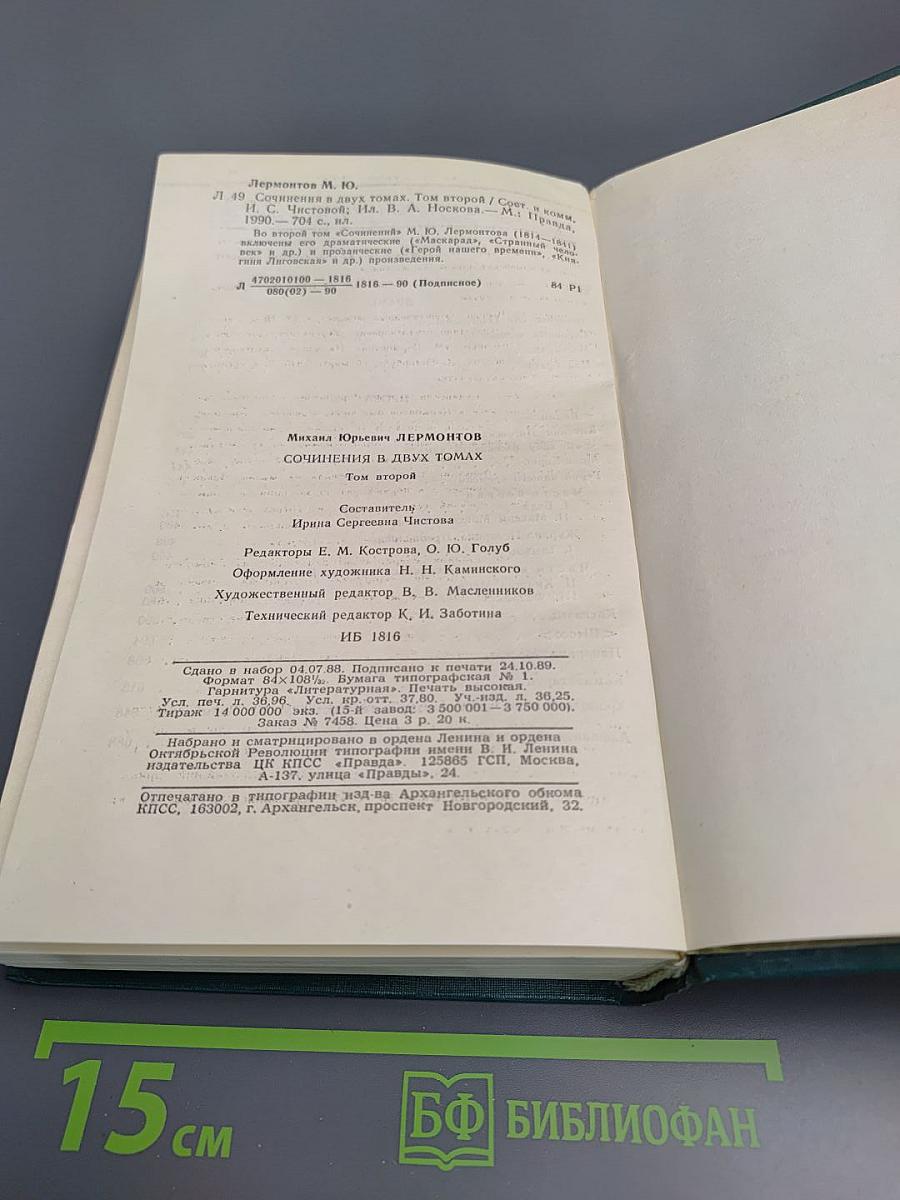 Лермонтов М. Ю.
Л 49 Сочинения в двух томах. Том второй / Сост. и комм.
И. С. Чистовой; Ил. В. А. Носкова.— М.: Правда,
1990.— 704 с., ил.
Во второй том «Сочинений» М. Ю. Лермонтова (1814—1841)
включены его драматические («Маскарад», «Странный чело-
век» и др.) и прозаические («Герой нашего времени», «Кня-
гиня Лиговская» и др.) произведения.
Л 4702010100 — 1816 / 080(02) — 90 1816 — 90 (Подписное) 84 Р1
Михаил Юрьевич ЛЕРМОНТОВ
СОЧИНЕНИЯ В ДВУХ ТОМАХ
Том второй
Составитель
Ирина Сергеевна Чистова
Редакторы Е. М. Кострова, О. Ю. Голуб
Оформление художника Н. Н. Каминского
Художественный редактор В. В. Масленников
Технический редактор К. И. Заботина
ИБ 1816
Сдано в набор 04.07.88. Подписано к печати 24.10.89.
Формат 84×108¹/₃₂. Бумага типографская № 1.
Гарнитура «Литературная». Печать высокая.
Усл. печ. л. 36,96. Усл. кр.-отт. 37,80. Уч.-изд. л. 36,25.
Тираж 14 000 000 экз. (15-й завод: 3 500 001—3 750 000).
Заказ № 7458. Цена 3 р. 20 к.
Набрано и сматрицировано в ордена Ленина и ордена
Октябрьской Революции типографии имени В. И. Ленина
издательства ЦК КПСС «Правда». 125865 ГСП, Москва,
А-137, улица «Правды», 24.
Отпечатано в типографии изд-ва Архангельского обкома
КПСС, 163002, г. Архангельск, проспект Новгородский, 32.
15 см
БФ БИБЛИОФАН